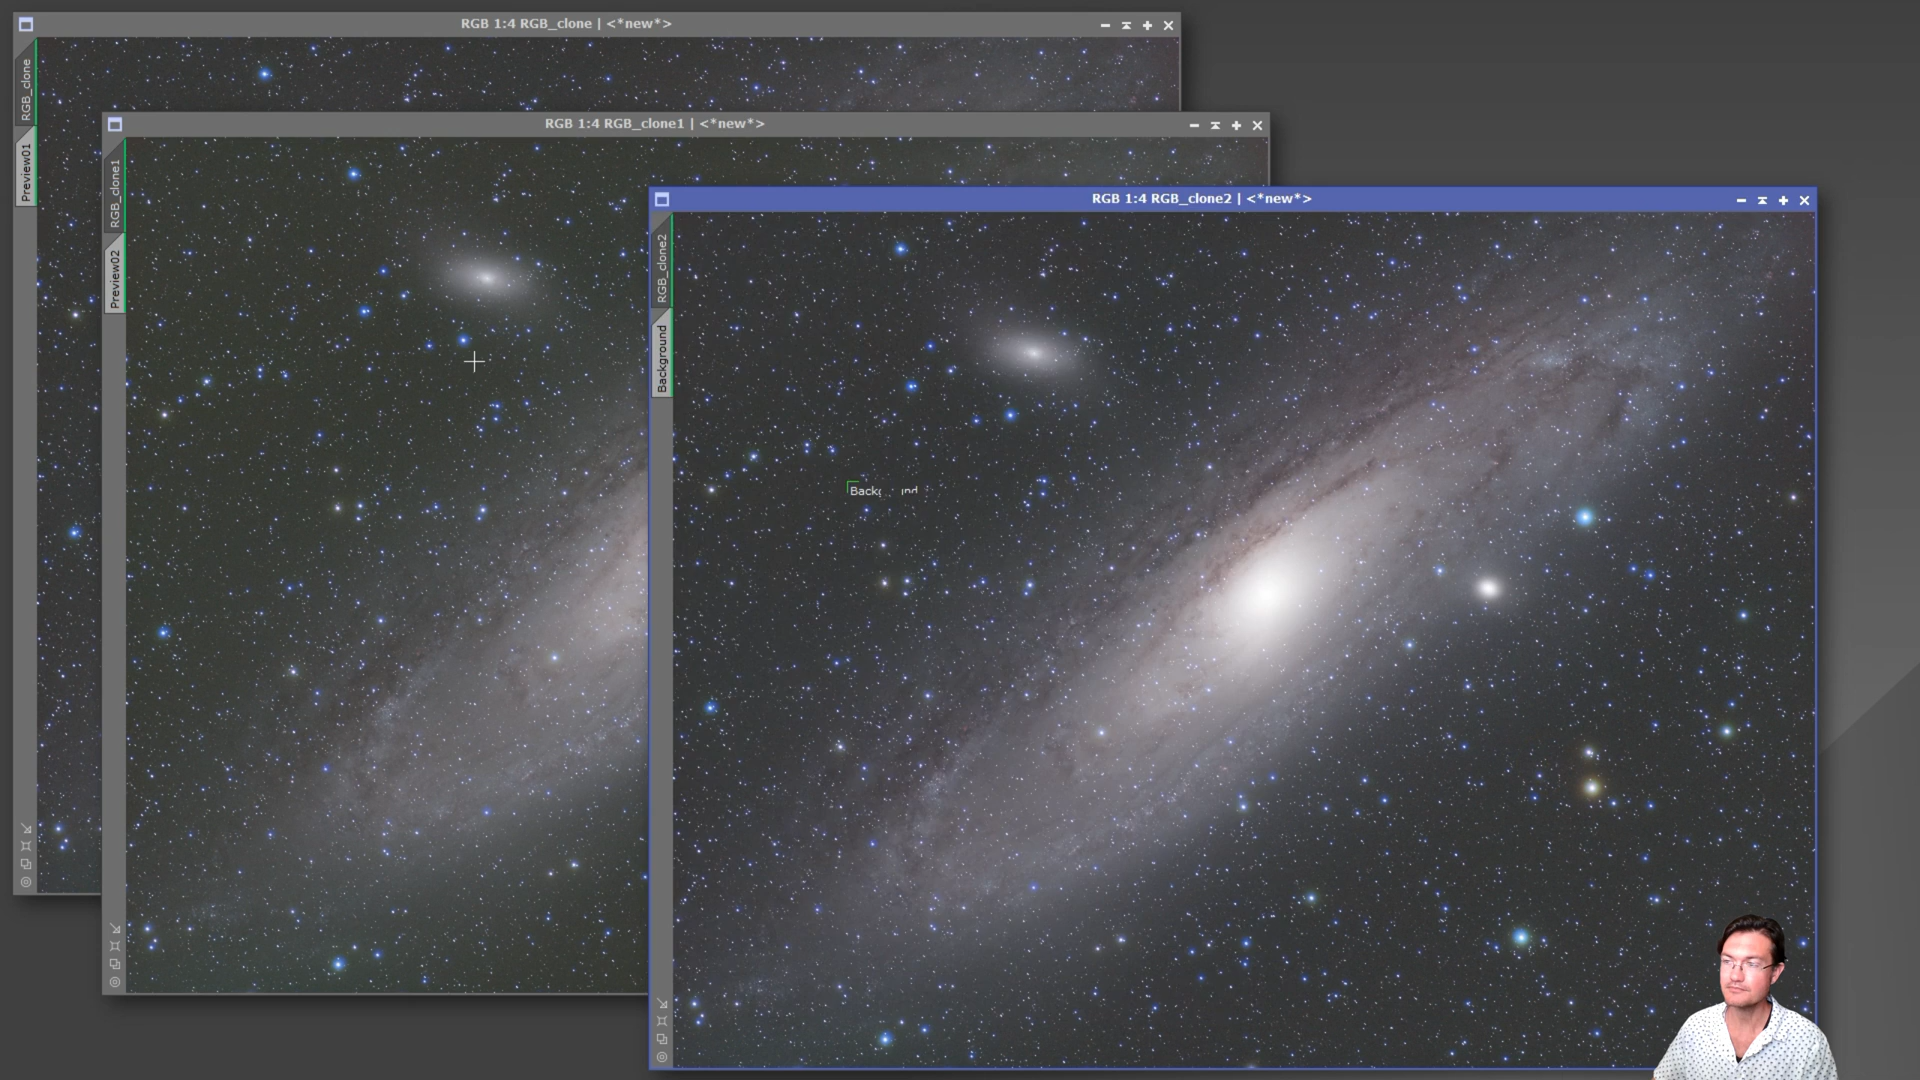 RGB 1:4 RGB_clone | <*new*>
RGB_clone
Preview01
RGB 1:4 RGB_clone1 | <*new*>
RGB_clone1
Preview02
RGB 1:4 RGB_clone2 | <*new*>
RGB_clone2
Background